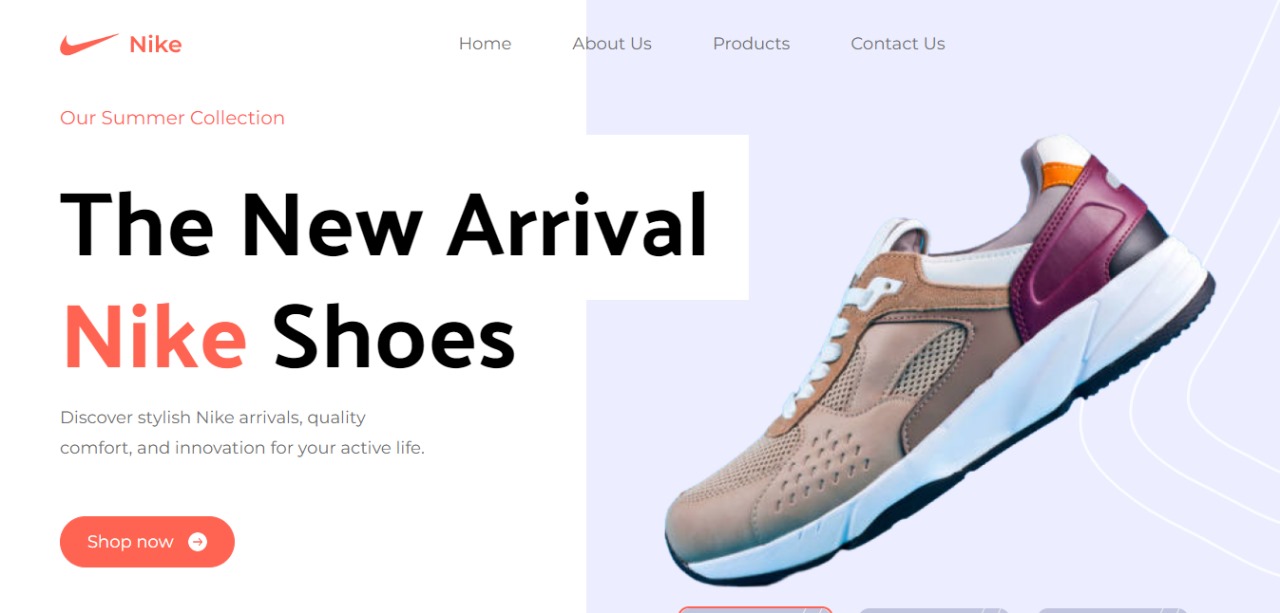 Nike
Home
About Us
Products
Contact Us
Our Summer Collection
The New Arrival
Nike Shoes
Discover stylish Nike arrivals, quality
comfort, and innovation for your active life.
Shop now